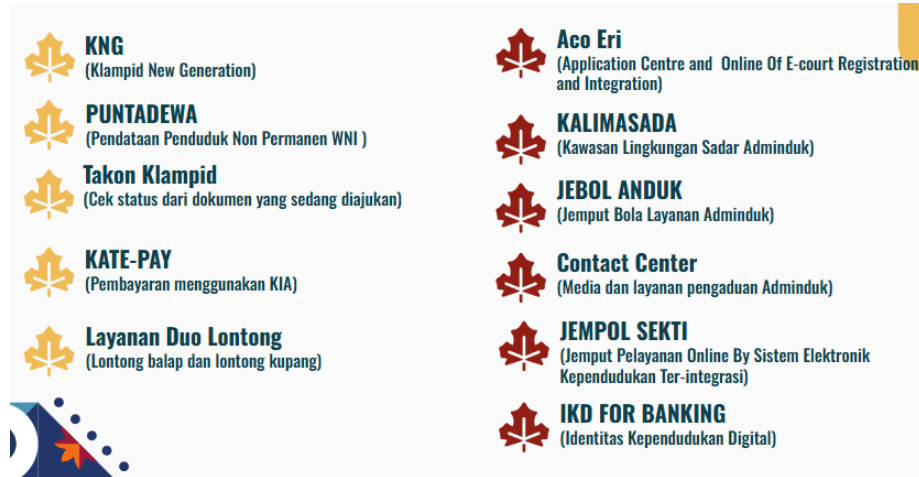 KNG
(Klampid New Generation)
PUNTADEWA
(Pendataan Penduduk Non Permanen WNI )
Takon Klampid
(Cek status dari dokumen yang sedang diajukan)
KATE-PAY
(Pembayaran menggunakan KIA)
Layanan Duo Lontong
(Lontong balap dan lontong kupang)
Aco Eri
(Application Centre and Online Of E-court Registration
and Integration)
KALIMASADA
(Kawasan Lingkungan Sadar Adminduk)
JEBOL ANDUK
(Jemput Bola Layanan Adminduk)
Contact Center
(Media dan layanan pengaduan Adminduk)
JEMPOL SEKTI
(Jemput Pelayanan Online By Sistem Elektronik
Kependudukan Ter-integrasi)
IKD FOR BANKING
(Identitas Kependudukan Digital)